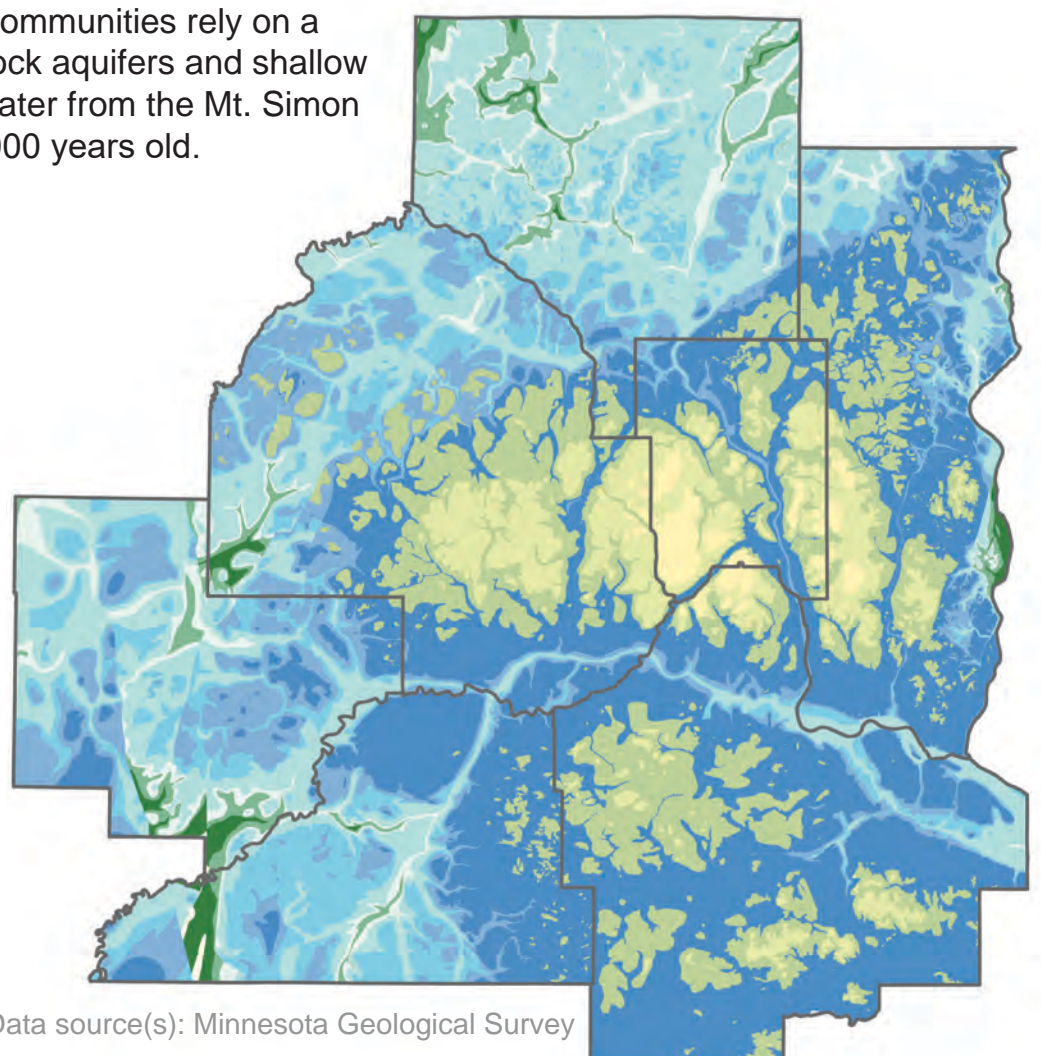 ommunities rely on a
ock aquifers and shallow
ater from the Mt. Simon
000 years old.
Data source(s): Minnesota Geological Survey